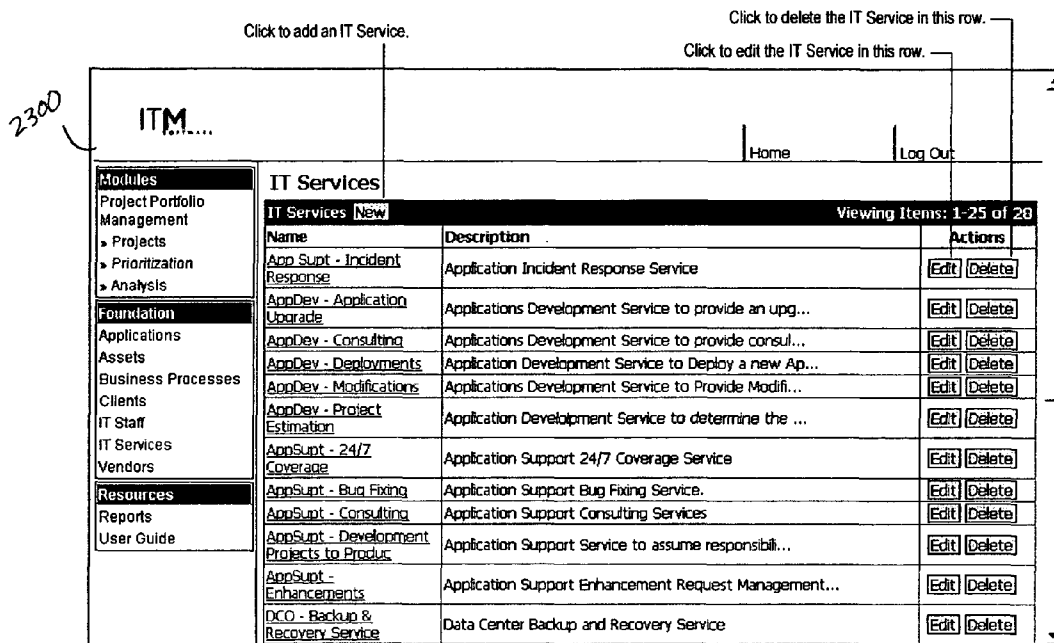 Click to add an IT Service.
Click to delete the IT Service in this row.
Click to edit the IT Service in this row.
2300
ITM
Home
Log Out
Modules
Project Portfolio
Management
» Projects
» Prioritization
» Analysis
Foundation
Applications
Assets
Business Processes
Clients
IT Staff
IT Services
Vendors
Resources
Reports
User Guide
IT Services
IT Services New Viewing Items: 1-25 of 28
Name Description Actions
App Supt - Incident
Response
Application Incident Response Service Edit Delete
AppDev - Application
Upgrade
Applications Development Service to provide an upg... Edit Delete
AppDev - Consulting Applications Development Service to provide consul... Edit Delete
AppDev - Deployments Application Development Service to Deploy a new Ap... Edit Delete
AppDev - Modifications Applications Development Service to Provide Modifi... Edit Delete
AppDev - Project
Estimation
Application Development Service to determine the ... Edit Delete
AppSupt - 24/7
Coverage
Application Support 24/7 Coverage Service Edit Delete
AppSupt - Bug Fixing Application Support Bug Fixing Service. Edit Delete
AppSupt - Consulting Application Support Consulting Services Edit Delete
AppSupt - Development
Projects to Produc
Application Support Service to assume responsibili... Edit Delete
AppSupt -
Enhancements
Application Support Enhancement Request Management... Edit Delete
DCO - Backup &
Recovery Service
Data Center Backup and Recovery Service Edit Delete